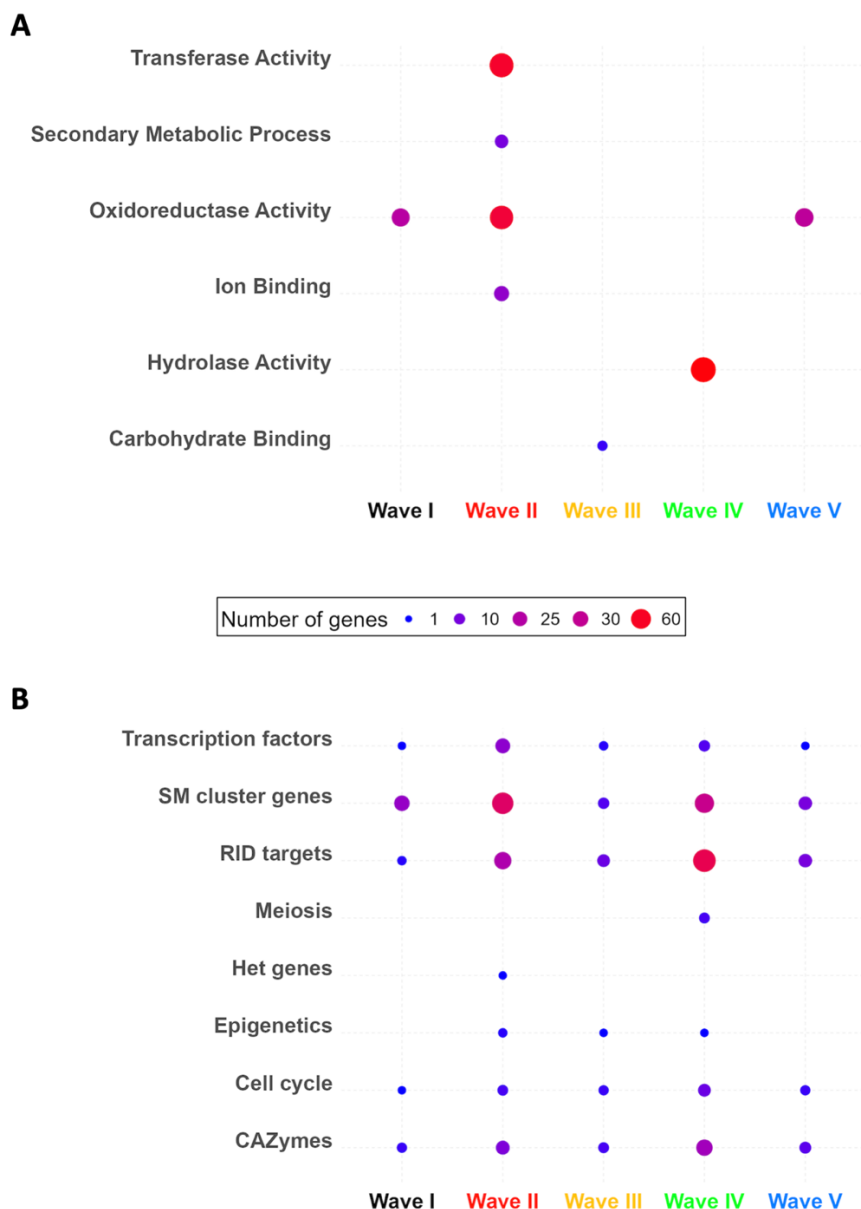 A
Transferase Activity
Secondary Metabolic Process
Oxidoreductase Activity
Ion Binding
Hydrolase Activity
Carbohydrate Binding
Wave I Wave II Wave III Wave IV Wave V
Number of genes 1 10 25 30 60
B
Transcription factors
SM cluster genes
RID targets
Meiosis
Het genes
Epigenetics
Cell cycle
CAZymes
Wave I Wave II Wave III Wave IV Wave V